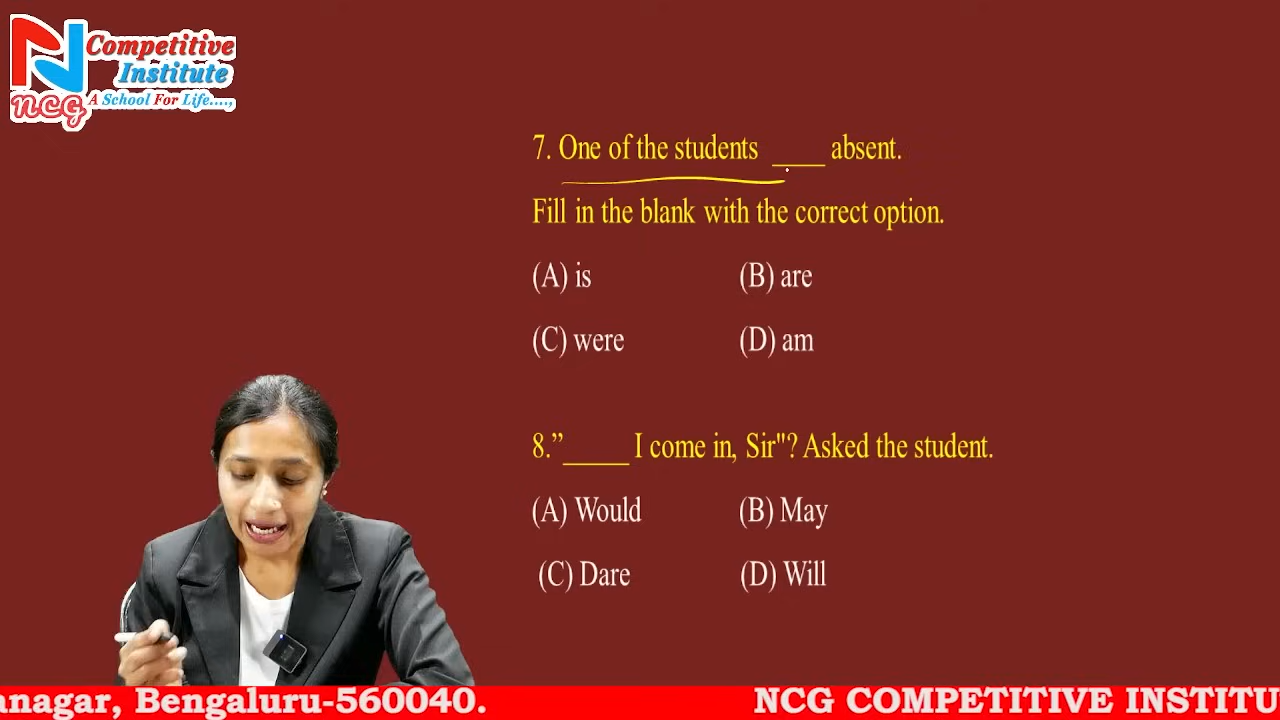 Competitive
Institute
NCG A School For Life....,
7. One of the students ____ absent.
Fill in the blank with the correct option.
(A) is (B) are
(C) were (D) am
8.”_____ I come in, Sir"? Asked the student.
(A) Would (B) May
(C) Dare (D) Will
anagar, Bengaluru-560040. NCG COMPETITIVE INSTITU